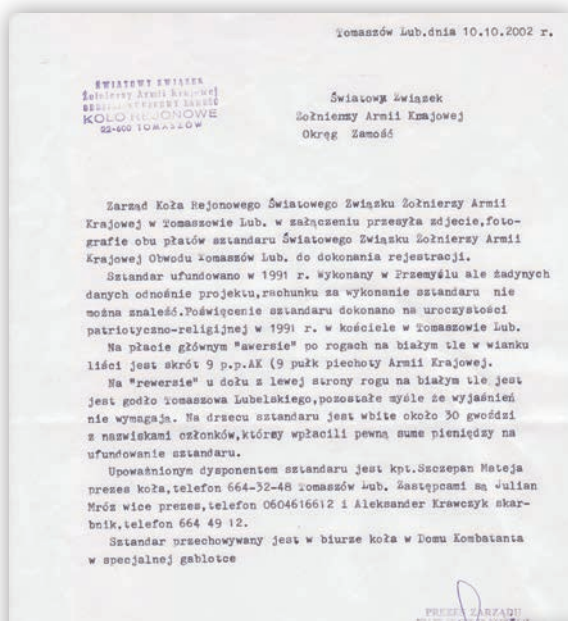 Tomaszów Lub.dnia 10.10.2002 r.
ŚWIATOWY ZWIĄZEK
Żołnierzy Armii Krajowej
ZAMOŚĆ
KOŁO REJONOWE
22-600 TOMASZÓW
Światowy Związek
Żołnierzy Armii Krajowej
Okręg Zamość
Zarząd Koła Rejonowego Światowego Związku Żołnierzy Armii
Krajowej w Tomaszowie Lub. w załączeniu przesyła zdjecie,foto-
grafie obu płatów sztandaru Światowego Związku Żołnierzy Armii
Krajowej Obwodu Tomaszów Lub. do dokonania rejestracji.
Sztandar ufundowano w 1991 r. Wykonany w Przemyślu ale żadynych
danych odnośnie projektu,rachunku za wykonanie sztandaru nie
można znaleść.Poświęcenie sztandaru dokonano na uroczystości
patriotyczno-religijnej w 1991 r. w kościele w Tomaszowie Lub.
Na płacie głównym "awersie" po rogach na białym tle w wianku
liści jest skrót 9 p.p.AK (9 pułk piechoty Armii Krajowej.
Na "rewersie" u dołu z lewej strony rogu na białym tle jest
jest godło Tomaszowa Lubelskiego,pozostałe myśle że wyjaśnień
nie wymagają. Na drzecu sztandaru jest wbite około 30 gwoździ
z nazwiskami członków,którmy wpłacili pewną sume pieniędzy na
ufundowanie sztandaru.
Upoważnionym dysponentem sztandaru jest kpt.Szczepan Mateja
prezes koła,telefon 664-32-48 Tomaszów Lub. Zastępcami są Julian
Mróz wice prezes,telefon 0604616612 i Aleksander Krawczyk skar-
bnik,telefon 664 49 12.
Sztandar przechowywany jest w biurze koła w Domu Kombatanta
w specjalnej gablotce
PREZES ZARZĄDU